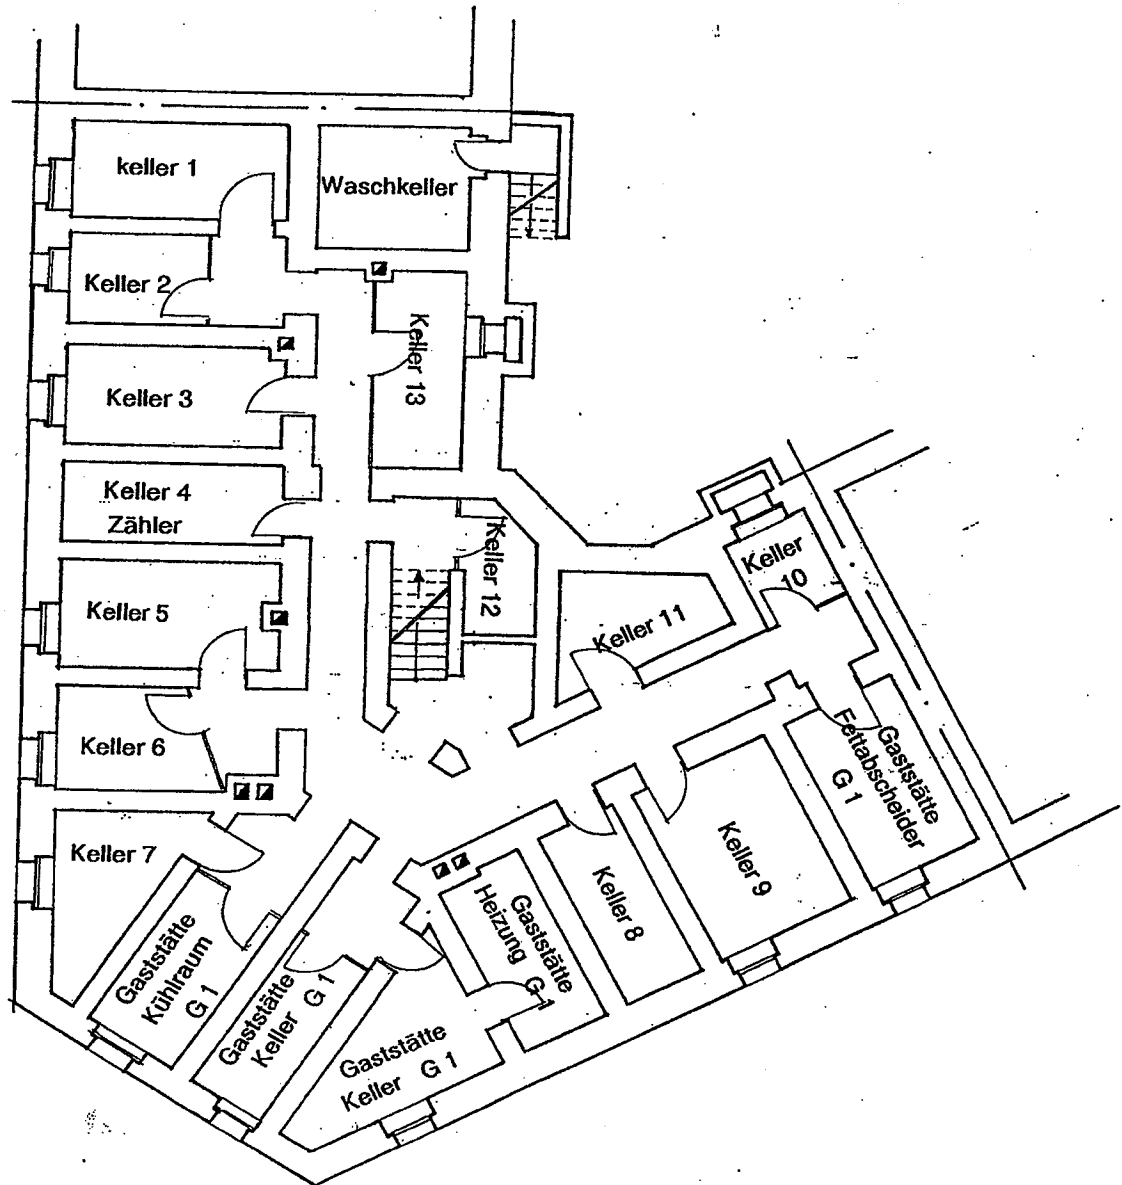 keller 1
Waschkeller
Keller 2
Keller 13
Keller 3
Keller 4
Zähler
Keller 12
Keller 5
Keller 11
Keller
10
Keller 6
Gaststätte
Fettabscheider
G 1
Keller 7
Keller 9
Keller 8
Gaststätte
Heizung G 1
Gaststätte
Kühlraum
G 1
Gaststätte
Keller G 1
Gaststätte
Keller G 1